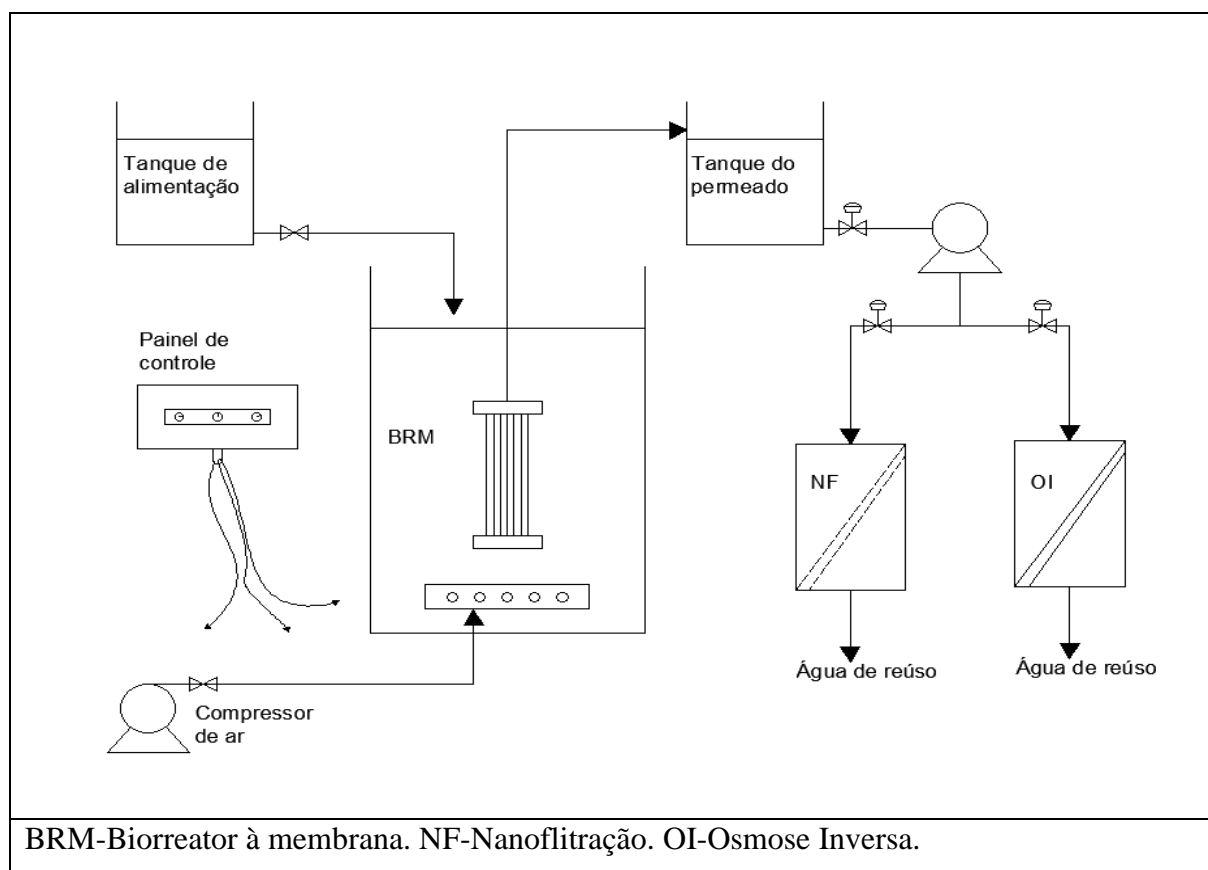 Tanque de
alimentação
Tanque do
permeado
Painel de
controle
BRM
NF
OI
Água de reúso
Água de reúso
Compressor
de ar
BRM-Biorreator à membrana. NF-Nanoflitração. OI-Osmose Inversa.